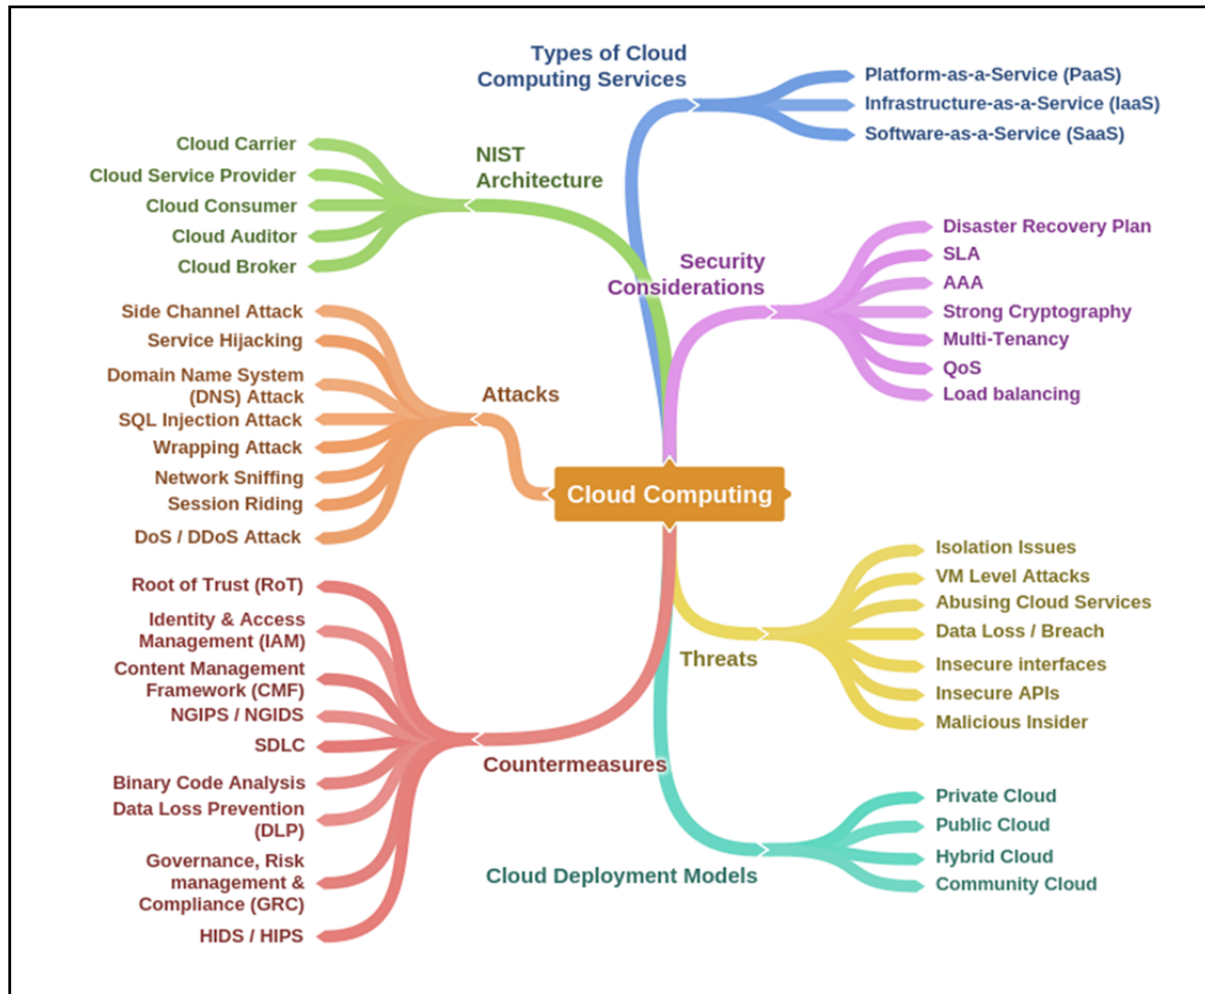 Types of Cloud
Computing Services
Platform-as-a-Service (PaaS)
Infrastructure-as-a-Service (IaaS)
Software-as-a-Service (SaaS)
NIST
Architecture
Cloud Carrier
Cloud Service Provider
Cloud Consumer
Cloud Auditor
Cloud Broker
Security
Considerations
Disaster Recovery Plan
SLA
AAA
Strong Cryptography
Multi-Tenancy
QoS
Load balancing
Attacks
Side Channel Attack
Service Hijacking
Domain Name System
(DNS) Attack
SQL Injection Attack
Wrapping Attack
Network Sniffing
Session Riding
DoS / DDoS Attack
Cloud Computing
Threats
Isolation Issues
VM Level Attacks
Abusing Cloud Services
Data Loss / Breach
Insecure interfaces
Insecure APIs
Malicious Insider
Countermeasures
Root of Trust (RoT)
Identity & Access
Management (IAM)
Content Management
Framework (CMF)
NGIPS / NGIDS
SDLC
Binary Code Analysis
Data Loss Prevention
(DLP)
Governance, Risk
management &
Compliance (GRC)
HIDS / HIPS
Cloud Deployment Models
Private Cloud
Public Cloud
Hybrid Cloud
Community Cloud